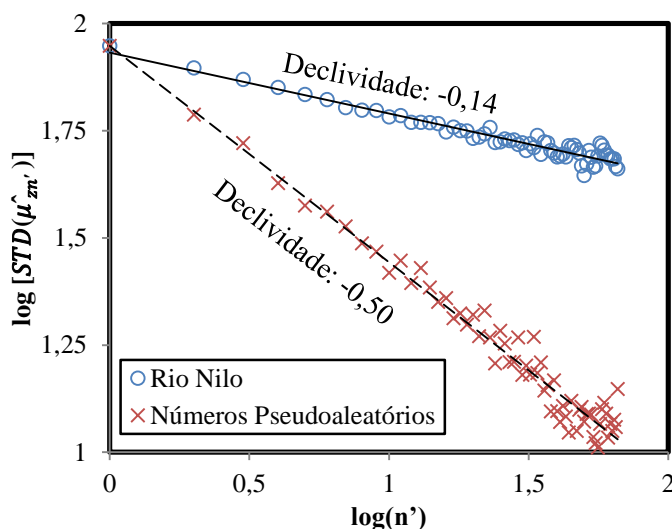 2
1,75
1,5
1,25
1
log [STD(μ̂zn')]
Declividade: -0,14
Declividade: -0,50
Rio Nilo
Números Pseudoaleatórios
0
0,5
1
1,5
2
log(n’)